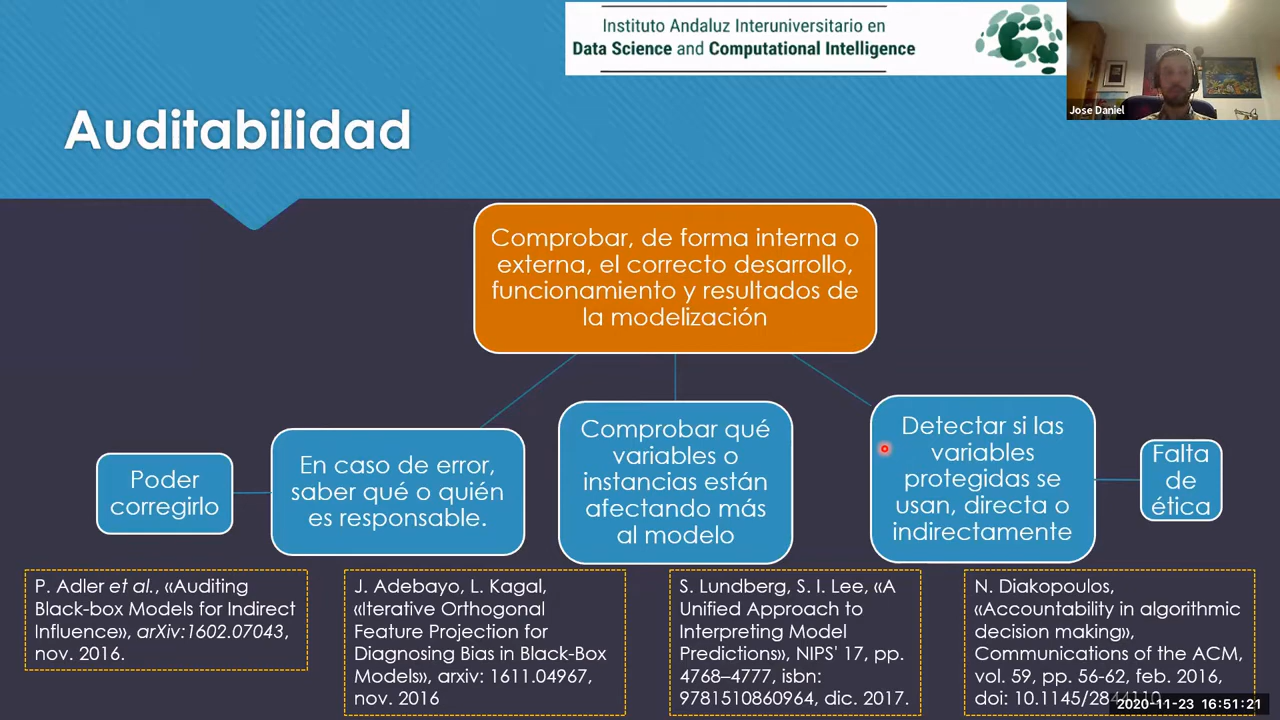 Instituto Andaluz Interuniversitario en
Data Science and Computational Intelligence
Jose Daniel
Auditabilidad
Comprobar, de forma interna o
externa, el correcto desarrollo,
funcionamiento y resultados de
la modelización
Poder
corregirlo
En caso de error,
saber qué o quién
es responsable.
Comprobar qué
variables o
instancias están
afectando más
al modelo
Detectar si las
variables
protegidas se
usan, directa o
indirectamente
Falta
de
ética
P. Adler et al., «Auditing
Black-box Models for Indirect
Influence», arXiv:1602.07043,
nov. 2016.
J. Adebayo, L. Kagal,
«Iterative Orthogonal
Feature Projection for
Diagnosing Bias in Black-Box
Models», arxiv: 1611.04967,
nov. 2016
S. Lundberg, S. I. Lee, «A
Unified Approach to
Interpreting Model
Predictions», NIPS' 17, pp.
4768–4777, isbn:
9781510860964, dic. 2017.
N. Diakopoulos,
«Accountability in algorithmic
decision making»,
Communications of the ACM,
vol. 59, pp. 56-62, feb. 2016,
doi:
2020-11-23 16:51:21